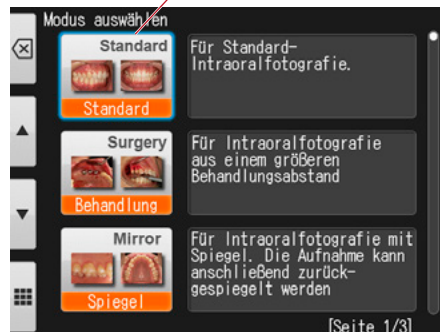 Modus auswählen
Standard
Standard
Für Standard-
Intraoralfotografie.
Surgery
Behandlung
Für Intraoralfotografie
aus einem größeren
Behandlungsabstand
Mirror
Spiegel
Für Intraoralfotografie mit
Spiegel. Die Aufnahme kann
anschließend zurück-
gespiegelt werden
[Seite 1/3]